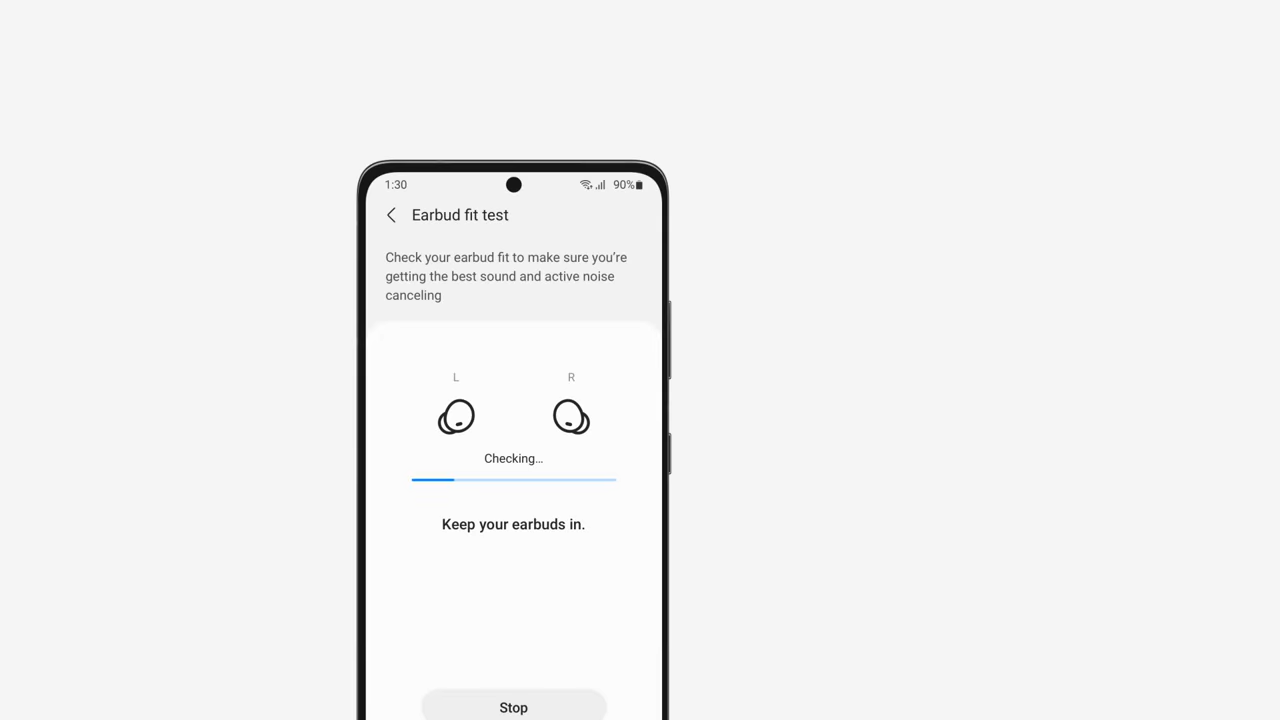 1:30 90%
Earbud fit test
Check your earbud fit to make sure you’re
getting the best sound and active noise
canceling
L R
Checking…
Keep your earbuds in.
Stop